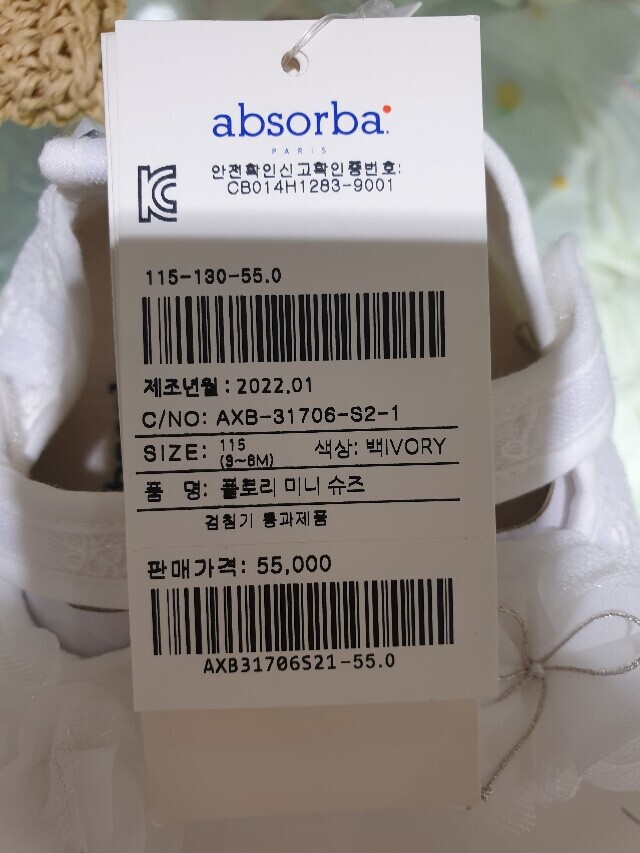 absorba.
PARIS
안전확인신고확인증번호:
CB014H1283-9001
115-130-55.0
제조년월 : 2022.01
C/NO: AXB-31706-S2-1
SIZE: 115 (3~6M) 색상: 백IVORY
품 명: 플로리 미니 슈즈
검침기 통과제품
판매가격: 55,000
AXB31706S21-55.0